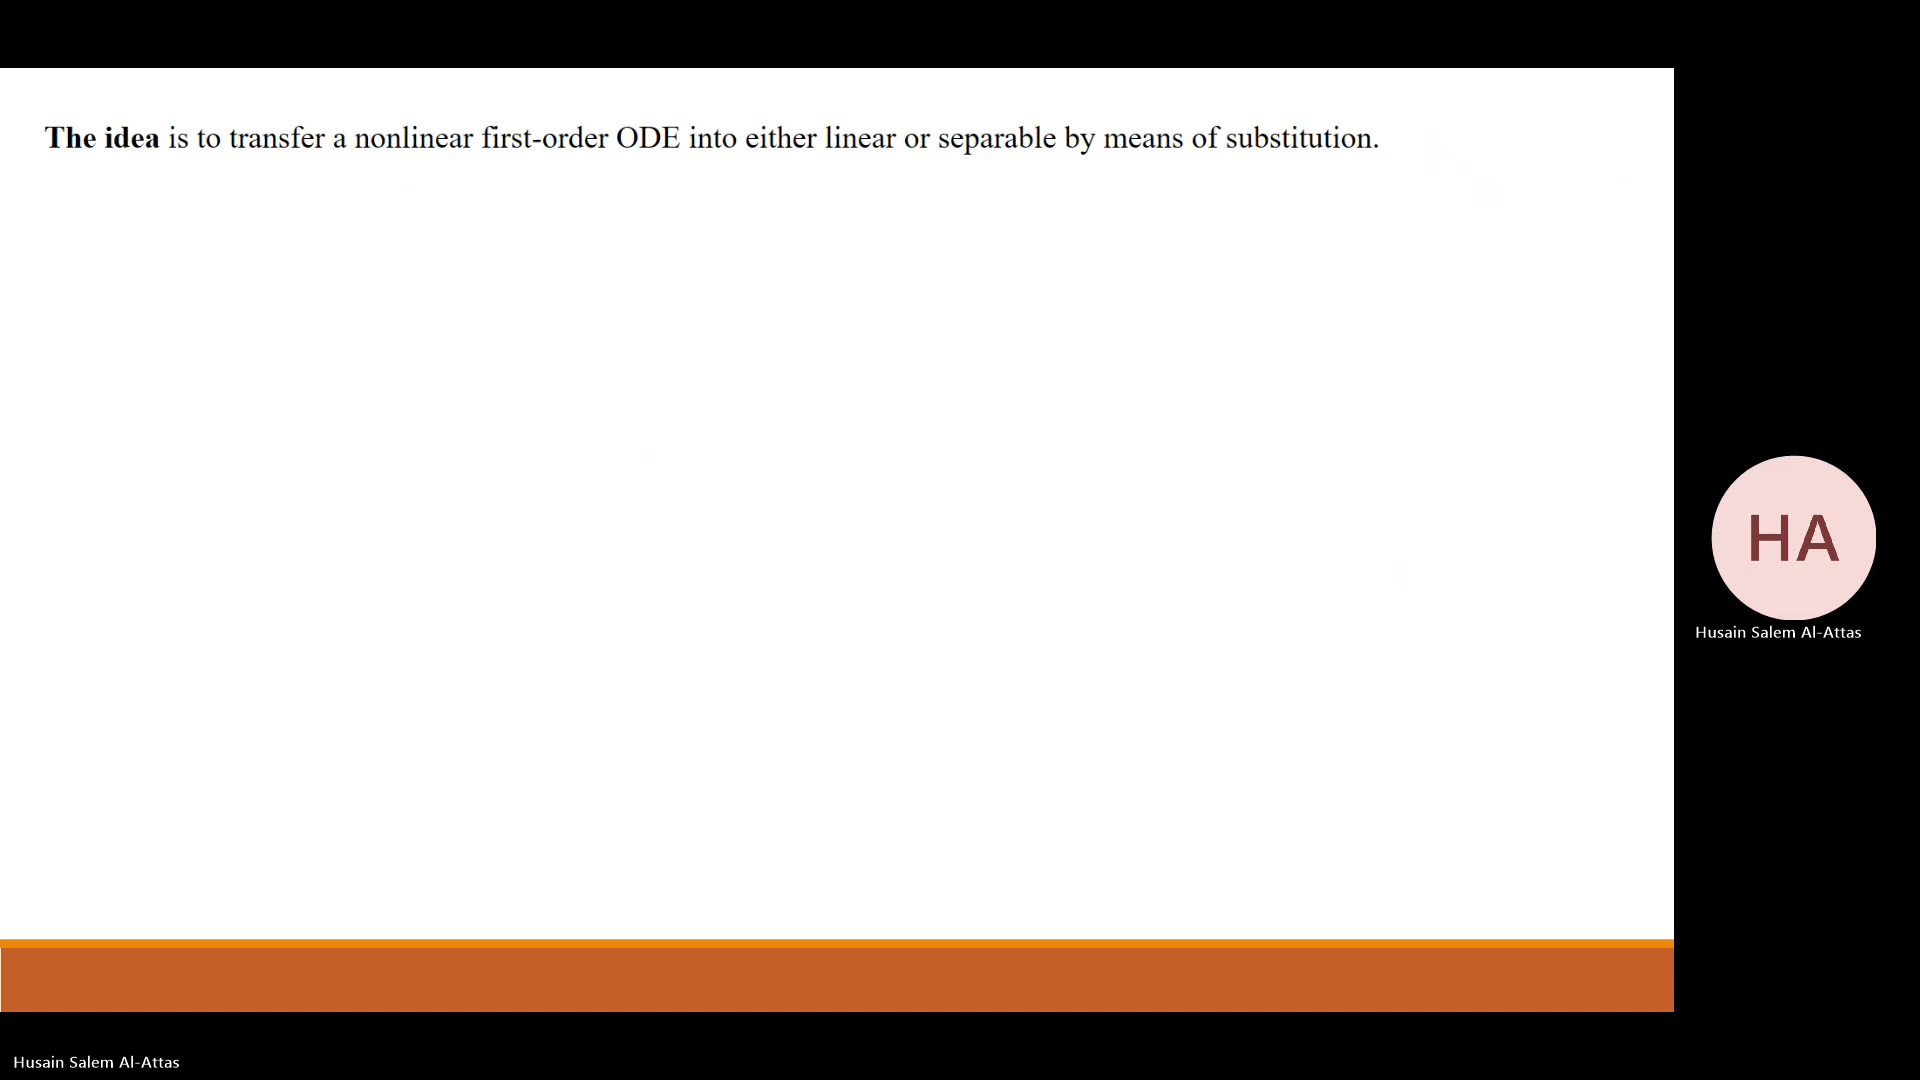 The idea is to transfer a nonlinear first-order ODE into either linear or separable by means of substitution.
HA
Husain Salem Al-Attas
Husain Salem Al-Attas